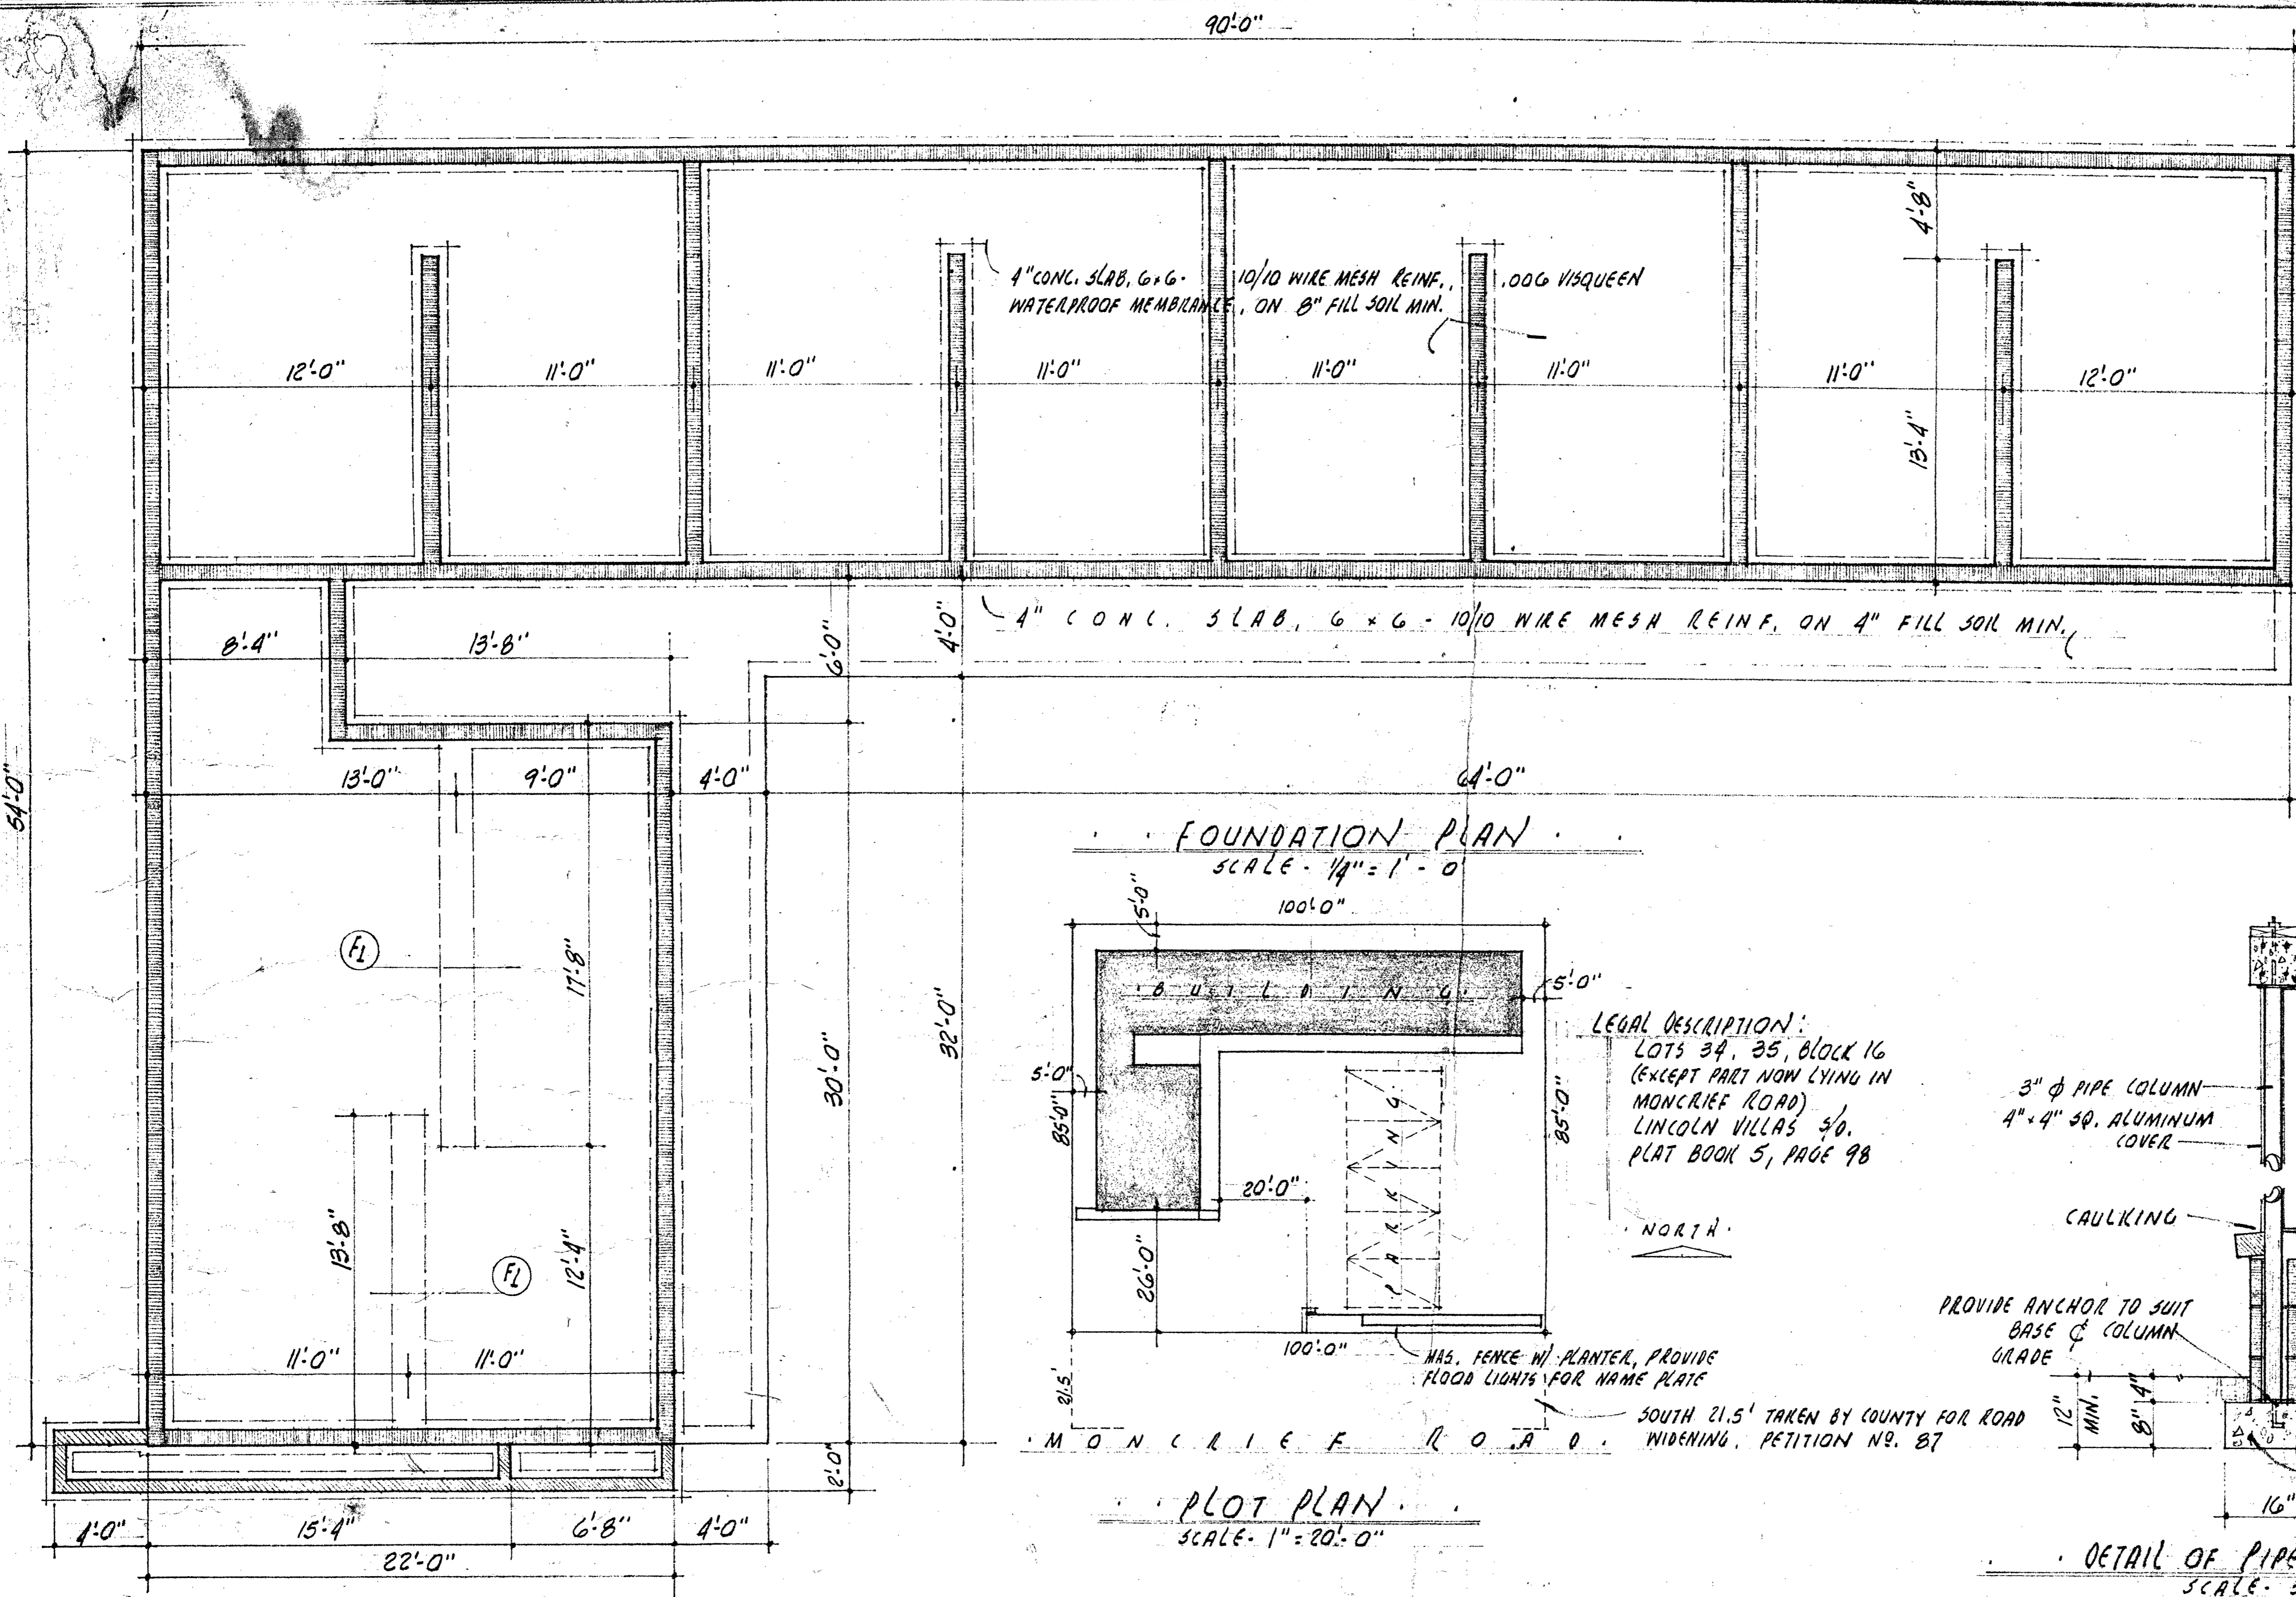 90'-0"
4'-8"
4" CONC. SLAB, 6×6- 10/10 WIRE MESH REINF., .006 VISQUEEN
WATERPROOF MEMBRANCE, ON 8" FILL SOIL MIN.
12'-0" 11'-0" 11'-0" 11'-0" 11'-0" 11'-0" 11'-0" 12'-0"
13'-4"
4" CONC. SLAB, 6 × 6 - 10/10 WIRE MESH REINF. ON 4" FILL SOIL MIN.
8'-4" 13'-8" 6'-0" 4'-0"
54'-0"
13'-0" 9'-0" 4'-0" 64'-0"
FOUNDATION PLAN
SCALE - 1/4" = 1' - 0
F1
17'-8"
30'-0"
32'-0"
13'-8"
F1
12'-4"
11'-0" 11'-0"
2'-0"
4'-0" 15'-4" 6'-8" 4'-0"
22'-0"
5'-0"
100'-0"
BUILDING
5'-0"
5'-0"
85'-0"
85'-0"
20'-0"
PARKING
26'-0"
100'-0"
21.5'
LEGAL DESCRIPTION:
LOTS 34, 35, BLOCK 16
(EXCEPT PART NOW LYING IN
MONCRIEF ROAD)
LINCOLN VILLAS S/D.
PLAT BOOK 5, PAGE 98
NORTH
MAS. FENCE W/ PLANTER, PROVIDE
FLOOD LIGHTS FOR NAME PLATE
SOUTH 21.5' TAKEN BY COUNTY FOR ROAD
WIDENING. PETITION NO. 87
MONCRIEF ROAD.
PLOT PLAN
SCALE - 1" = 20'-0"
3" ϕ PIPE COLUMN
4"×4" SQ. ALUMINUM
COVER
CAULKING
PROVIDE ANCHOR TO SUIT
BASE ₵ COLUMN
GRADE
12" MIN. 8" 4"
16"
DETAIL OF PIPE
SCALE -